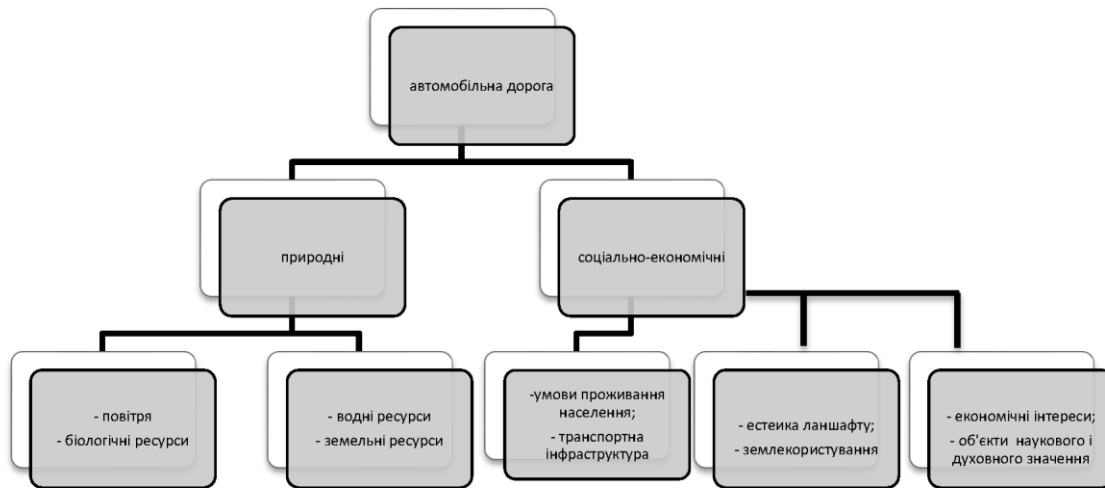 автомобільна дорога
природні
соціально-економічні
- повітря
- біологічні ресурси
- водні ресурси
- земельні ресурси
-умови проживання
населення;
- транспортна
інфраструктура
- естеика ланшафту;
- землекористування
- економічні інтереси;
- об'єкти наукового і
духовного значення